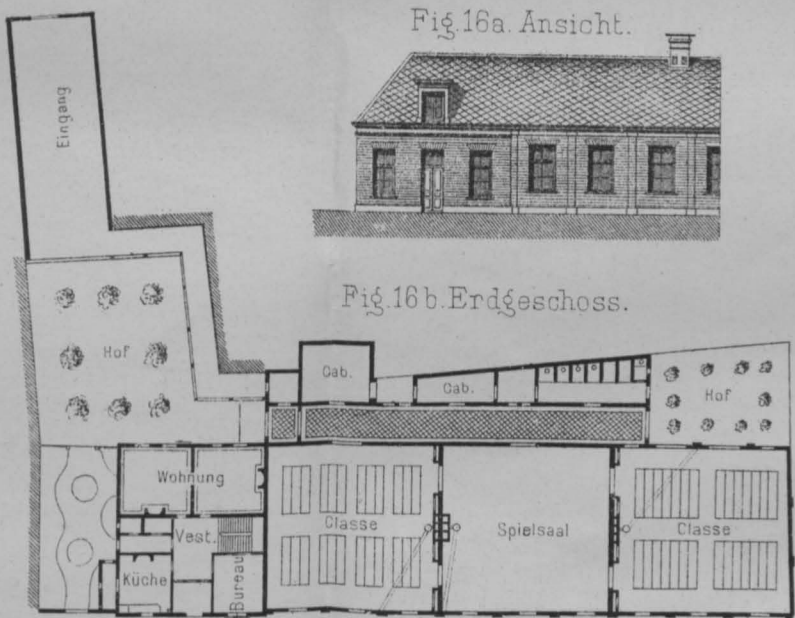 Fig.16a. Ansicht.
Eingang
Fig.16b. Erdgeschoss.
Hof
Cab.
Cab.
Hof
Wohnung
Classe
Spielsaal
Classe
Vest.
Küche
Bureau